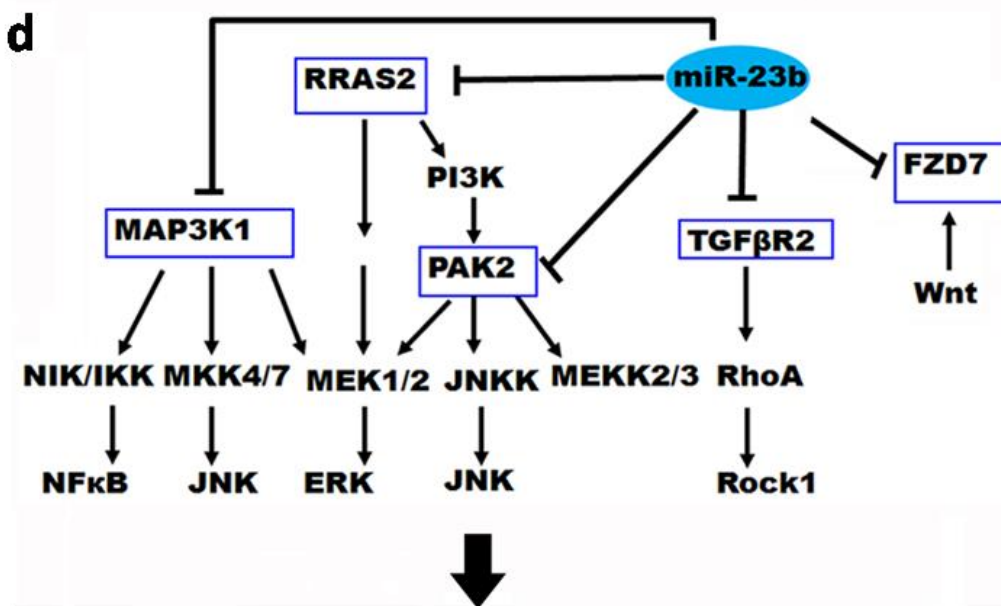 d
miR-23b
RRAS2
FZD7
PI3K
MAP3K1
PAK2
TGFβR2
Wnt
NIK/IKK MKK4/7 MEK1/2 JNKK MEKK2/3 RhoA
NFκB JNK ERK JNK Rock1